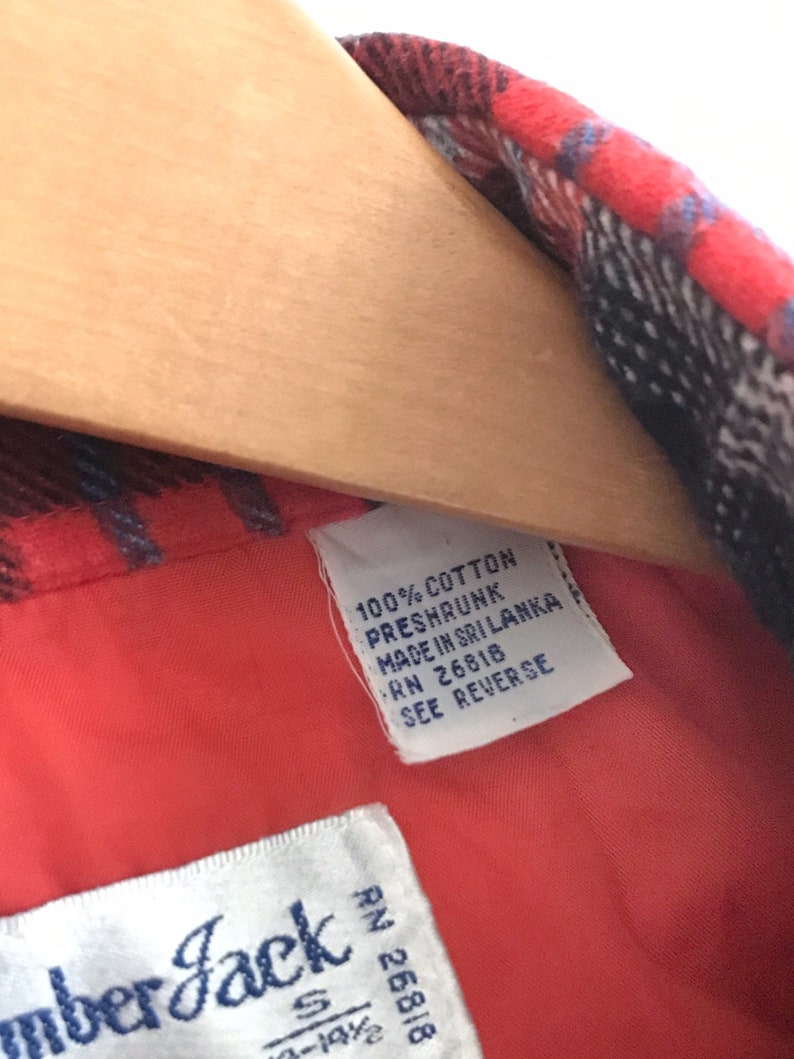 100% COTTON
PRESHRUNK
MADE IN SRI LANKA
RN 26818
SEE REVERSE
mberJack
S
RN 26818